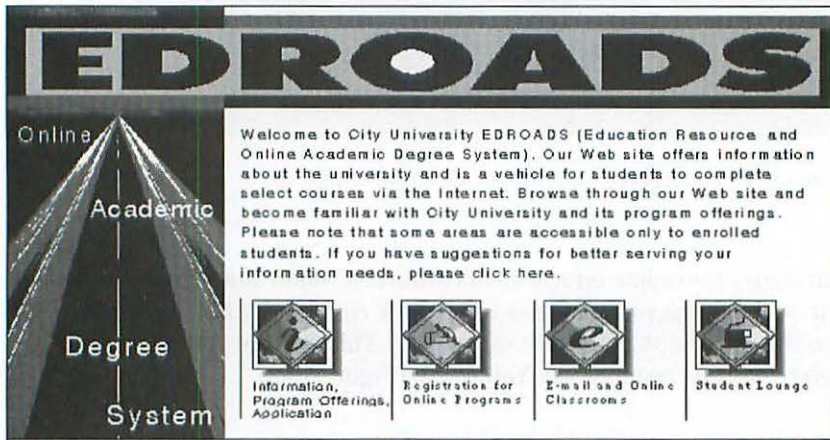 EDROADS
Online
Academic
Degree
System
Welcome to City University EDROADS (Education Resource and
Online Academic Degree System). Our Web site offers information
about the university and is a vehicle for students to complete
select courses via the Internet. Browse through our Web site and
become familiar with City University and its program offerings.
Please note that some areas are accessible only to enrolled
students. If you have suggestions for better serving your
information needs, please click here.
i
e
Information,
Program Offerings,
Application
Registration for
Online Programs
E-mail and Online
Classrooms
Student Lounge